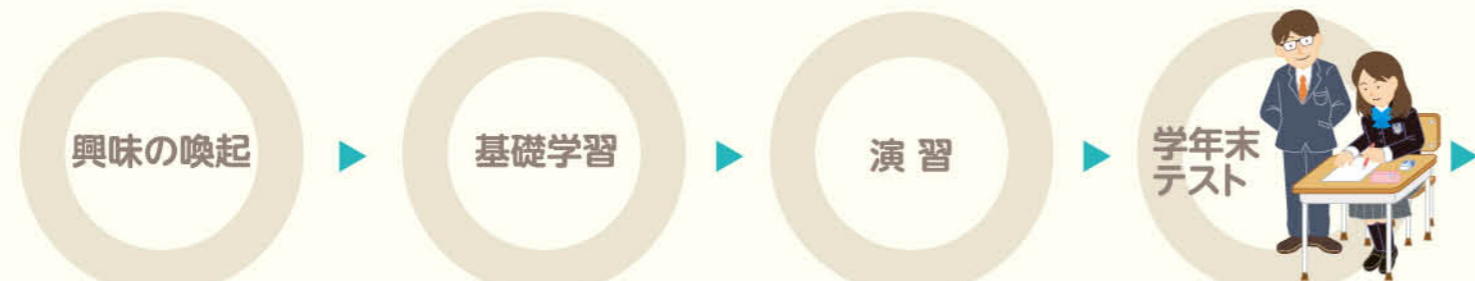 興味の喚起
基礎学習
演 習
学年末
テスト